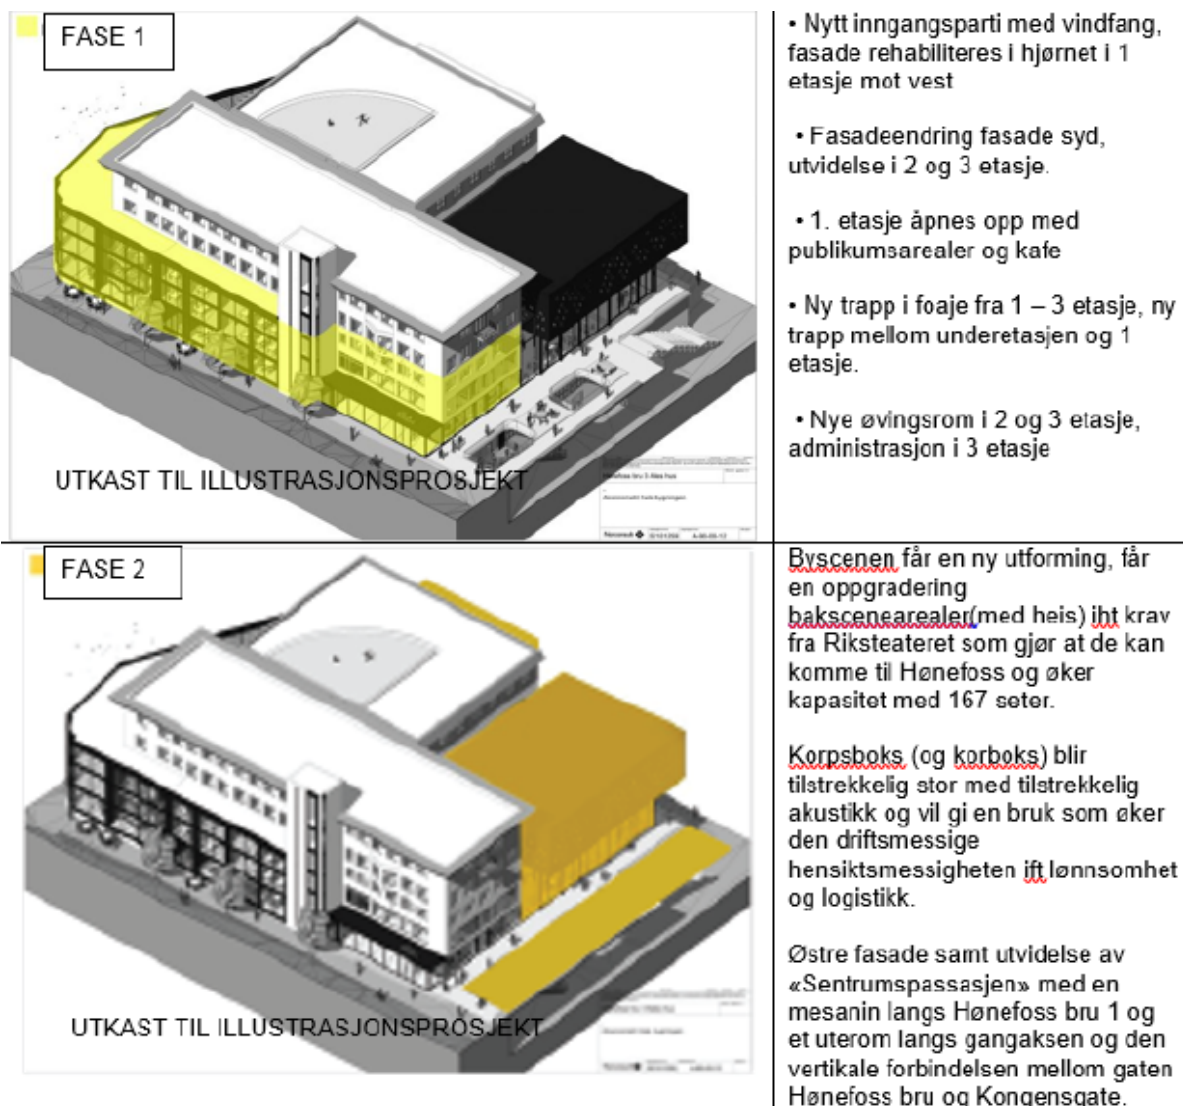 FASE 1
UTKAST TIL ILLUSTRASJONSPROSJEKT
• Nytt inngangsparti med vindfang,
fasade rehabiliteres i hjørnet i 1
etasje mot vest
• Fasadeendring fasade syd,
utvidelse i 2 og 3 etasje.
• 1. etasje åpnes opp med
publikumsarealer og kafe
• Ny trapp i foaje fra 1 – 3 etasje, ny
trapp mellom underetasjen og 1
etasje.
• Nye øvingsrom i 2 og 3 etasje,
administrasjon i 3 etasje
FASE 2
UTKAST TIL ILLUSTRASJONSPROSJEKT
Byscenen får en ny utforming, får
en oppgradering
bakscenearealer(med heis) iht krav
fra Riksteateret som gjør at de kan
komme til Hønefoss og øker
kapasitet med 167 seter.
Korpsboks (og korboks) blir
tilstrekkelig stor med tilstrekkelig
akustikk og vil gi en bruk som øker
den driftsmessige
hensiktsmessigheten ift lønnsomhet
og logistikk.
Østre fasade samt utvidelse av
«Sentrumspassasjen» med en
mesanin langs Hønefoss bru 1 og
et uterom langs gangaksen og den
vertikale forbindelsen mellom gaten
Hønefoss bru og Kongensgate.